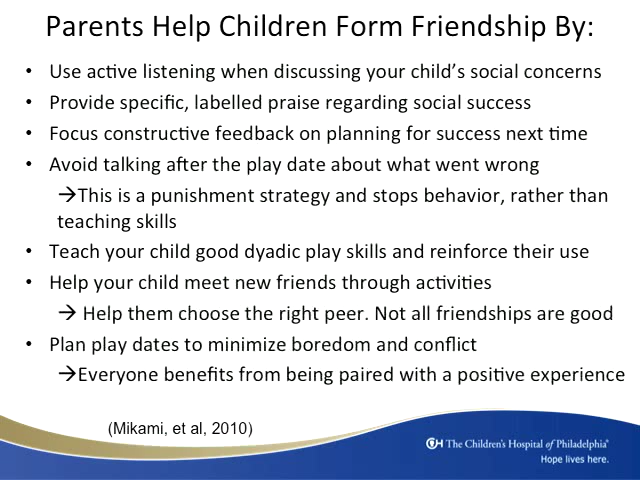 Parents Help Children Form Friendship By:
• Use active listening when discussing your child's social concerns
• Provide specific, labelled praise regarding social success
• Focus constructive feedback on planning for success next time
• Avoid talking after the play date about what went wrong
→This is a punishment strategy and stops behavior, rather than
teaching skills
• Teach your child good dyadic play skills and reinforce their use
• Help your child meet new friends through activities
→ Help them choose the right peer. Not all friendships are good
• Plan play dates to minimize boredom and conflict
→Everyone benefits from being paired with a positive experience
(Mikami, et al, 2010)
The Children's Hospital of Philadelphia®
Hope lives here.